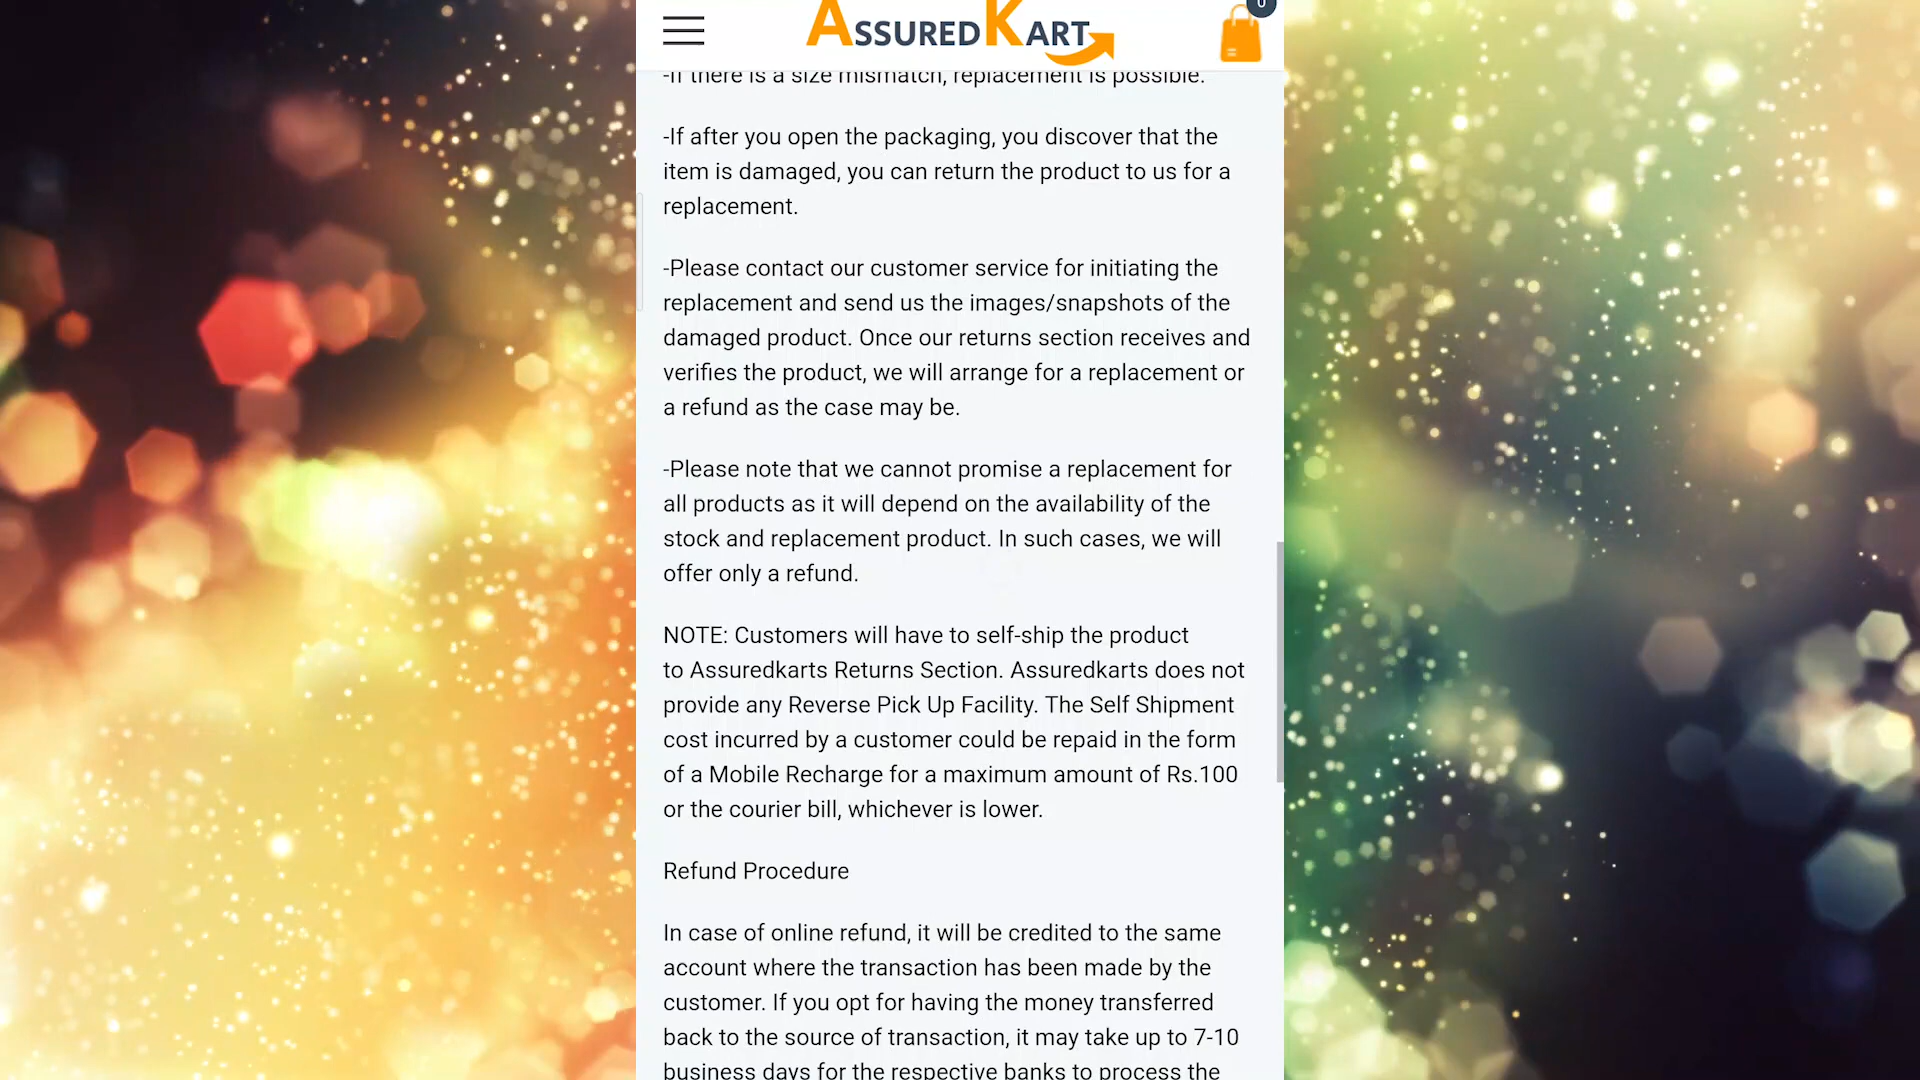 ASSUREDKART
0
-If there is a size mismatch, replacement is possible.
-If after you open the packaging, you discover that the
item is damaged, you can return the product to us for a
replacement.
-Please contact our customer service for initiating the
replacement and send us the images/snapshots of the
damaged product. Once our returns section receives and
verifies the product, we will arrange for a replacement or
a refund as the case may be.
-Please note that we cannot promise a replacement for
all products as it will depend on the availability of the
stock and replacement product. In such cases, we will
offer only a refund.
NOTE: Customers will have to self-ship the product
to Assuredkarts Returns Section. Assuredkarts does not
provide any Reverse Pick Up Facility. The Self Shipment
cost incurred by a customer could be repaid in the form
of a Mobile Recharge for a maximum amount of Rs.100
or the courier bill, whichever is lower.
Refund Procedure
In case of online refund, it will be credited to the same
account where the transaction has been made by the
customer. If you opt for having the money transferred
back to the source of transaction, it may take up to 7-10
business days for the respective banks to process the